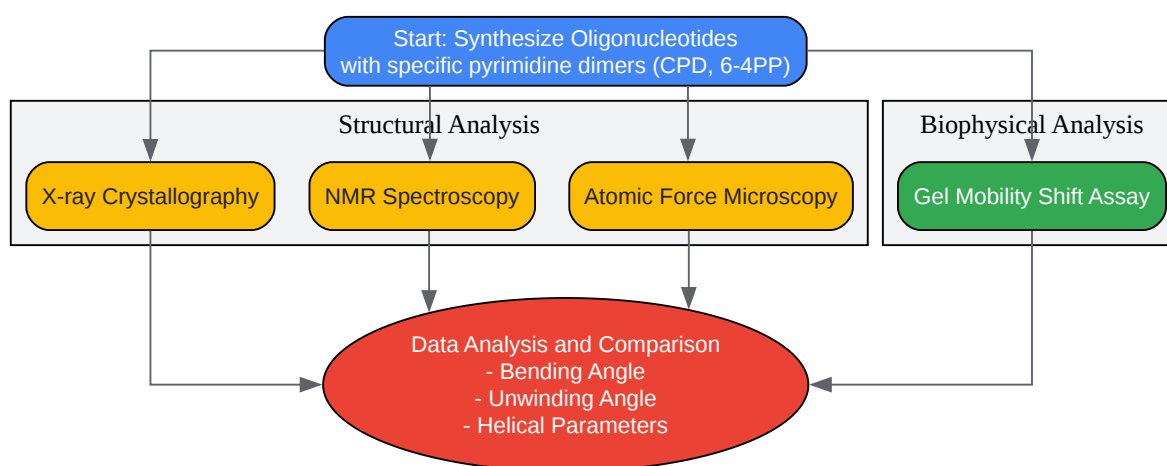 Start: Synthesize Oligonucleotides
with specific pyrimidine dimers (CPD, 6-4PP)
Structural Analysis
Biophysical Analysis
X-ray Crystallography
NMR Spectroscopy
Atomic Force Microscopy
Gel Mobility Shift Assay
Data Analysis and Comparison
- Bending Angle
- Unwinding Angle
- Helical Parameters